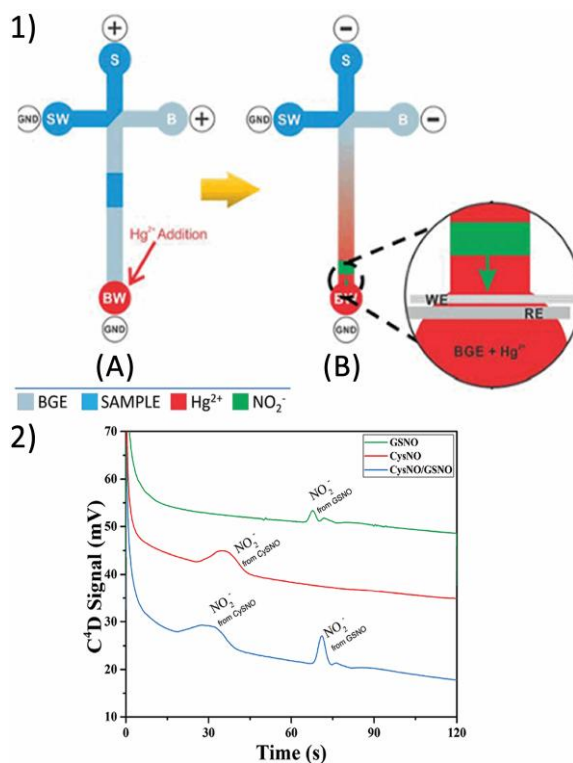 1)
+
S
GND
SW
B
+
Hg²⁺ Addition
BW
GND
(A)
−
S
GND
SW
B
−
BW
GND
(B)
WE
RE
BGE + Hg²⁺
BGE
SAMPLE
Hg²⁺
NO₂⁻
2)
70
60
50
40
30
20
10
C⁴D Signal (mV)
GSNO
CysNO
CysNO/GSNO
NO₂⁻
from GSNO
NO₂⁻
from CySNO
NO₂⁻
from CySNO
NO₂⁻
from GSNO
0
30
60
90
120
Time (s)